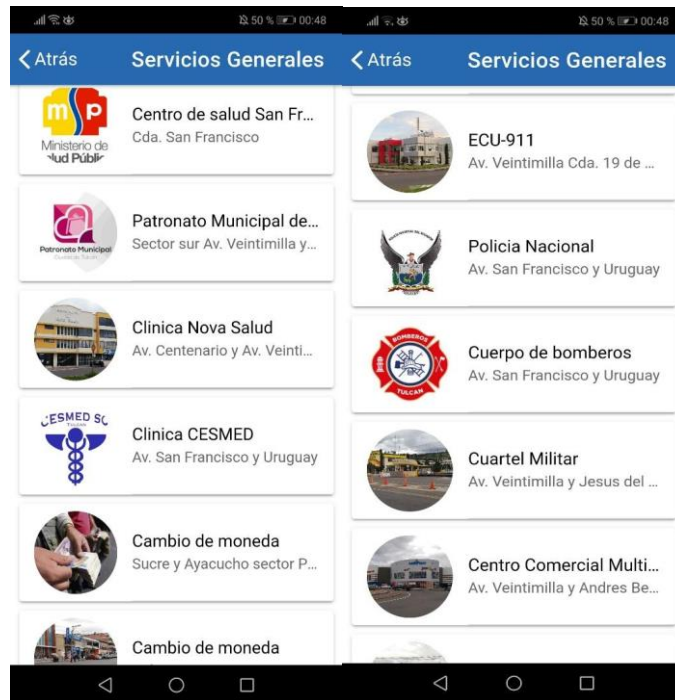 50 % 00:48
Atrás
Servicios Generales
msp
Ministerio de
Salud Públic
Centro de salud San Fr...
Cda. San Francisco
Patronato Municipal
Patronato Municipal de...
Sector sur Av. Veintimilla y...
Clinica Nova Salud
Av. Centenario y Av. Veinti...
CESMED
Clinica CESMED
Av. San Francisco y Uruguay
Cambio de moneda
Sucre y Ayacucho sector P...
Cambio de moneda
50 % 00:48
Atrás
Servicios Generales
ECU-911
Av. Veintimilla Cda. 19 de ...
Policia Nacional
Av. San Francisco y Uruguay
BOMBEROS
TULCAN
Cuerpo de bomberos
Av. San Francisco y Uruguay
Cuartel Militar
Av. Veintimilla y Jesus del ...
Centro Comercial Multi...
Av. Veintimilla y Andres Be...